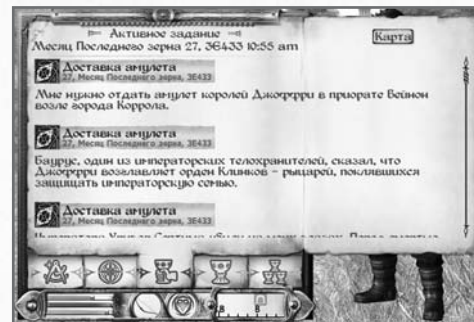 Активное задание
Месяц Последнего зерна 27, 3Е433 10:55 am
Карта
Доставка амулета
27, Месяц Последнего зерна, 3Е433
Мне нужно отдать амулет королей Джоффри в приорате Вейнон
возле города Коррола.
Доставка амулета
27, Месяц Последнего зерна, 3Е433
Баурус, один из императорских телохранителей, сказал, что
Джоффри возглавляет орден Клинков – рыцарей, поклявшихся
защищать императорскую семью.
Доставка амулета
27, Месяц Последнего зерна, 3Е433